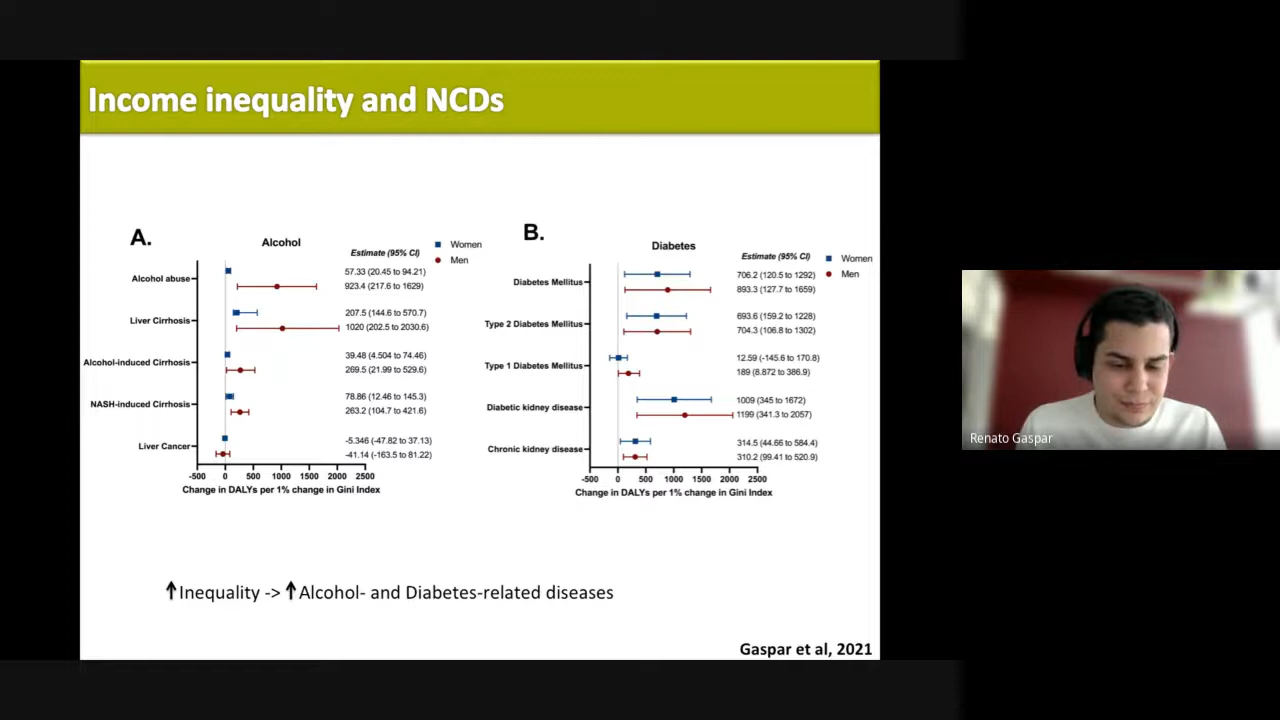 Income inequality and NCDs
A.
Alcohol
Estimate (95% CI)
Women
Men
Alcohol abuse
57.33 (20.45 to 94.21)
923.4 (217.6 to 1629)
Liver Cirrhosis
207.5 (144.6 to 570.7)
1020 (202.5 to 2030.6)
Alcohol-induced Cirrhosis
39.48 (4.504 to 74.46)
269.5 (21.99 to 529.6)
NASH-induced Cirrhosis
78.86 (12.46 to 145.3)
263.2 (104.7 to 421.6)
Liver Cancer
-5.346 (-47.82 to 37.13)
-41.14 (-163.5 to 81.22)
-500 0 500 1000 1500 2000 2500
Change in DALYs per 1% change in Gini Index
B.
Diabetes
Estimate (95% CI)
Women
Men
Diabetes Mellitus
706.2 (120.5 to 1292)
893.3 (127.7 to 1659)
Type 2 Diabetes Mellitus
693.6 (159.2 to 1228)
704.3 (106.8 to 1302)
Type 1 Diabetes Mellitus
12.59 (-145.6 to 170.8)
189 (8.872 to 386.9)
Diabetic kidney disease
1009 (345 to 1672)
1199 (341.3 to 2057)
Chronic kidney disease
314.5 (44.66 to 584.4)
310.2 (99.41 to 520.9)
-500 0 500 1000 1500 2000 2500
Change in DALYs per 1% change in Gini Index
↑Inequality -> ↑Alcohol- and Diabetes-related diseases
Gaspar et al, 2021
Renato Gaspar